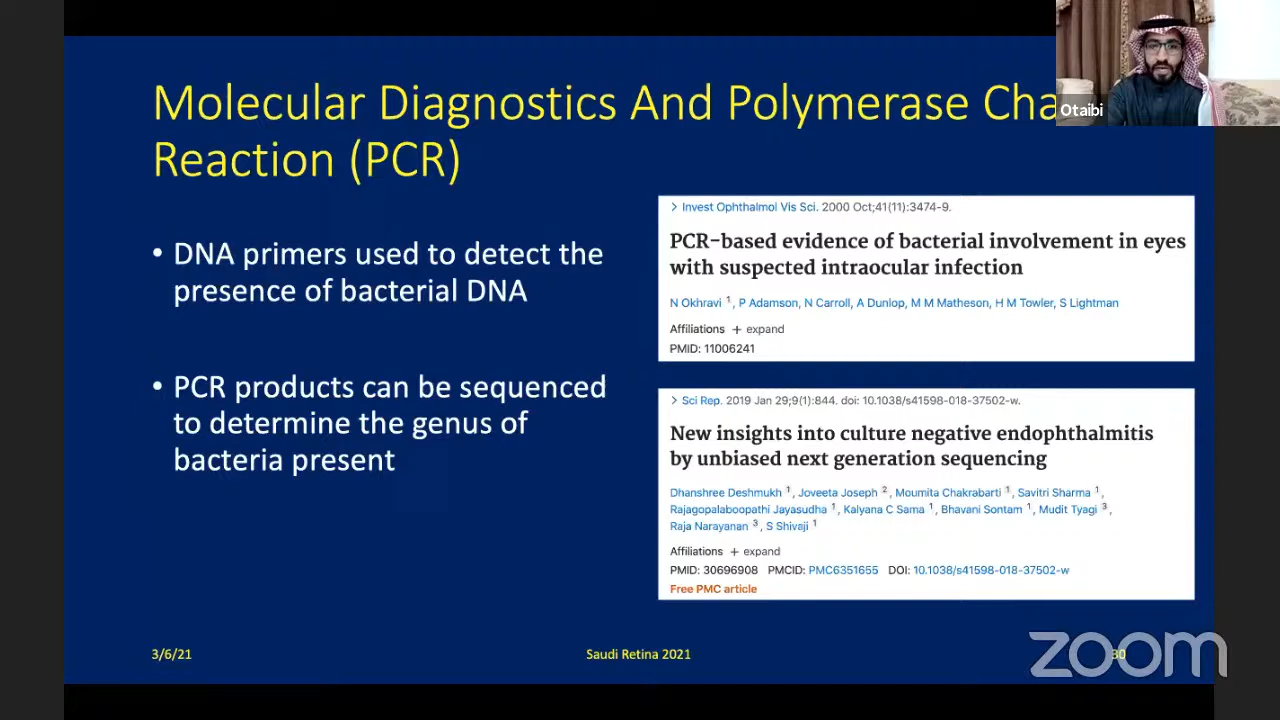 Molecular Diagnostics And Polymerase Cha
Reaction (PCR)
Otaibi
• DNA primers used to detect the
presence of bacterial DNA
• PCR products can be sequenced
to determine the genus of
bacteria present
> Invest Ophthalmol Vis Sci. 2000 Oct;41(11):3474-9.
PCR-based evidence of bacterial involvement in eyes
with suspected intraocular infection
N Okhravi 1, P Adamson, N Carroll, A Dunlop, M M Matheson, H M Towler, S Lightman
Affiliations + expand
PMID: 11006241
> Sci Rep. 2019 Jan 29;9(1):844. doi: 10.1038/s41598-018-37502-w.
New insights into culture negative endophthalmitis
by unbiased next generation sequencing
Dhanshree Deshmukh 1, Joveeta Joseph 2, Moumita Chakrabarti 1, Savitri Sharma 1,
Rajagopalaboopathi Jayasudha 1, Kalyana C Sama 1, Bhavani Sontam 1, Mudit Tyagi 3,
Raja Narayanan 3, S Shivaji 1
Affiliations + expand
PMID: 30696908 PMCID: PMC6351655 DOI: 10.1038/s41598-018-37502-w
Free PMC article
3/6/21
Saudi Retina 2021
30
zoom